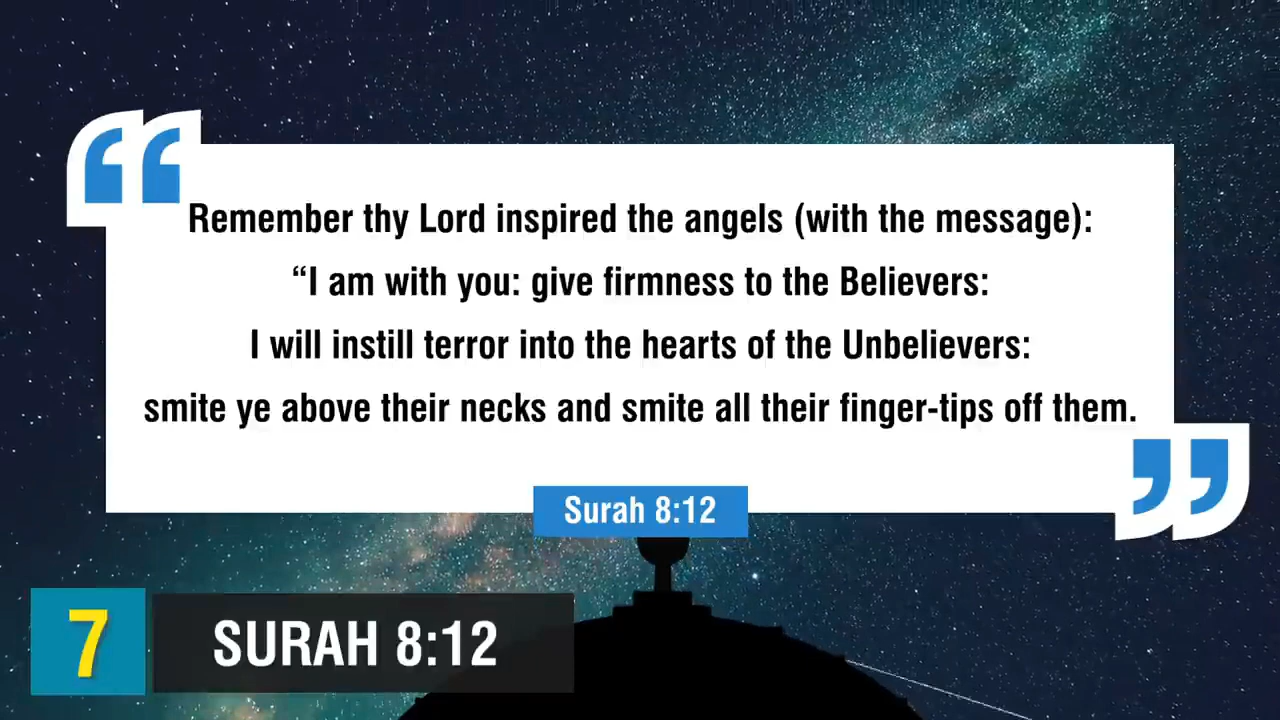 Remember thy Lord inspired the angels (with the message):
“I am with you: give firmness to the Believers:
I will instill terror into the hearts of the Unbelievers:
smite ye above their necks and smite all their finger-tips off them.
Surah 8:12
7 SURAH 8:12